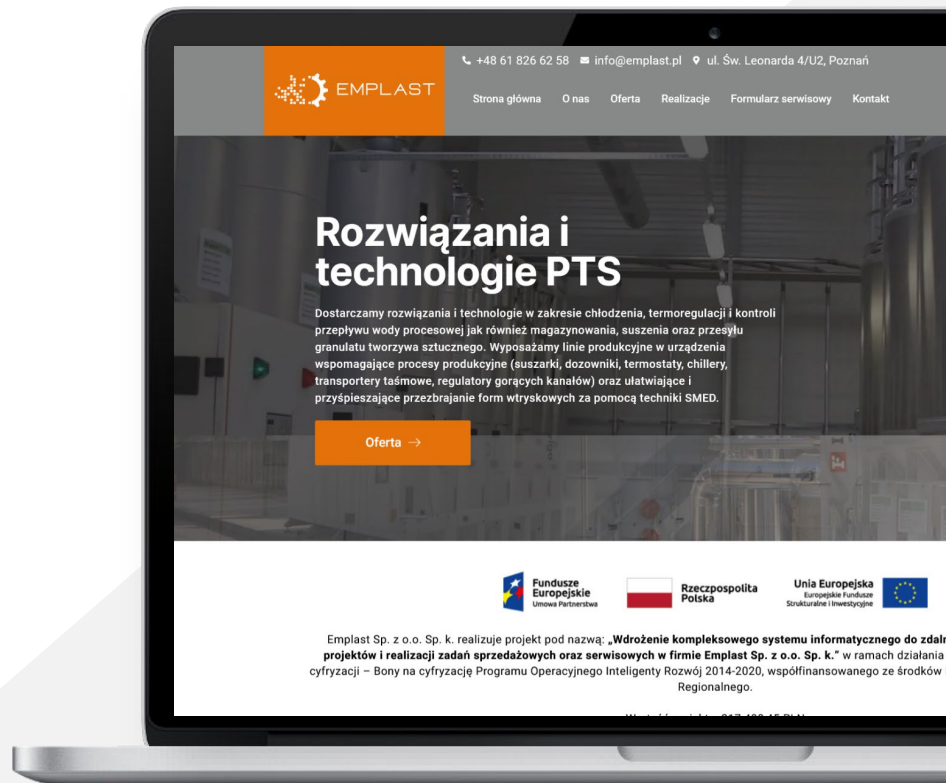 +48 61 826 62 58 info@emplast.pl ul. Św. Leonarda 4/U2, Poznań
EMPLAST
Strona główna O nas Oferta Realizacje Formularz serwisowy Kontakt
Rozwiązania i
technologie PTS
Dostarczamy rozwiązania i technologie w zakresie chłodzenia, termoregulacji i kontroli
przepływu wody procesowej jak również magazynowania, suszenia oraz przesyłu
granulatu tworzywa sztucznego. Wyposażamy linie produkcyjne w urządzenia
wspomagające procesy produkcyjne (suszarki, dozowniki, termostaty, chillery,
transportery taśmowe, regulatory gorących kanałów) oraz ułatwiające i
przyśpieszające przezbrajanie form wtryskowych za pomocą techniki SMED.
Oferta →
Fundusze
Europejskie
Umowa Partnerstwa
Rzeczpospolita
Polska
Unia Europejska
Europejskie Fundusze
Strukturalne i Inwestycyjne
Emplast Sp. z o.o. Sp. k. realizuje projekt pod nazwą: „Wdrożenie kompleksowego systemu informatycznego do
projektów i realizacji zadań sprzedażowych oraz serwisowych w firmie Emplast Sp. z o.o. Sp. k." w ramach działania
cyfryzacji – Bony na cyfryzację Programu Operacyjnego Inteligenty Rozwój 2014-2020, współfinansowanego ze środków
Regionalnego.